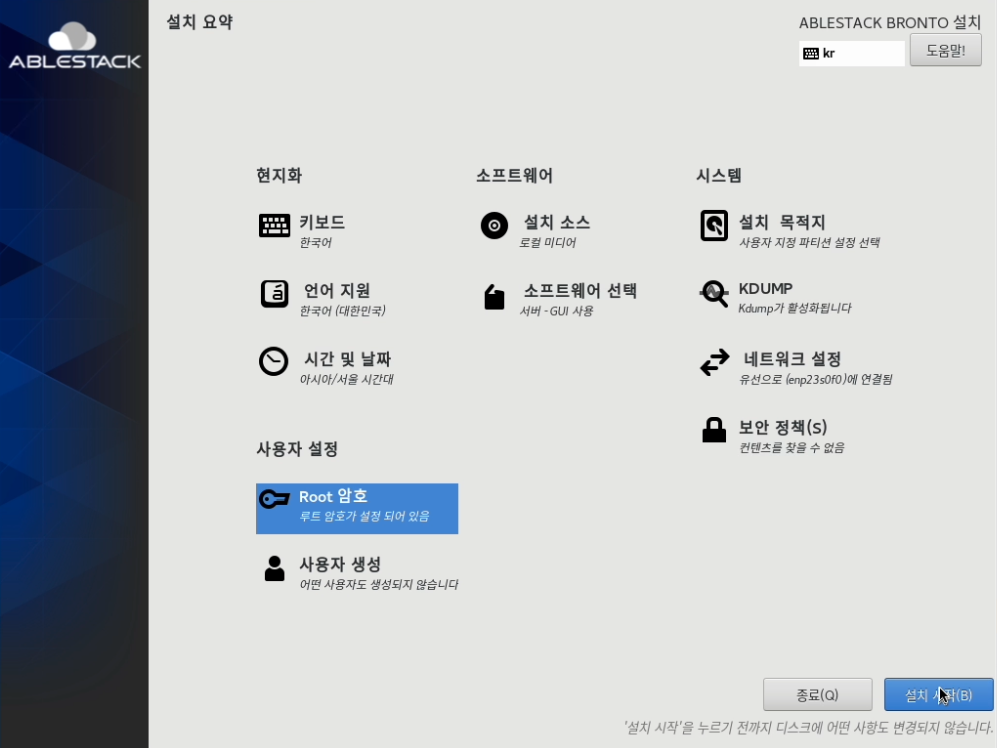 ABLESTACK
설치 요약
ABLESTACK BRONTO 설치
kr
도움말!
현지화
키보드
한국어
언어 지원
한국어 (대한민국)
시간 및 날짜
아시아/서울 시간대
소프트웨어
설치 소스
로컬 미디어
소프트웨어 선택
서버 - GUI 사용
시스템
설치 목적지
사용자 지정 파티션 설정 선택
KDUMP
Kdump가 활성화됩니다
네트워크 설정
유선으로 (enp23s0f0)에 연결됨
보안 정책(S)
컨텐츠를 찾을 수 없음
사용자 설정
Root 암호
루트 암호가 설정 되어 있음
사용자 생성
어떤 사용자도 생성되지 않습니다
종료(Q)
설치 시작(B)
'설치 시작'을 누르기 전까지 디스크에 어떤 사항도 변경되지 않습니다.